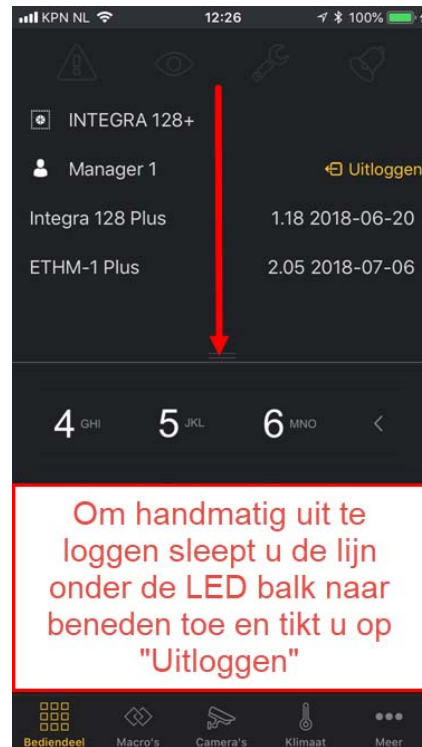 KPN NL 12:26 100%
INTEGRA 128+
Manager 1 Uitloggen
Integra 128 Plus 1.18 2018-06-20
ETHM-1 Plus 2.05 2018-07-06
4 GHI 5 JKL 6 MNO
Om handmatig uit te
loggen sleept u de lijn
onder de LED balk naar
beneden toe en tikt u op
"Uitloggen"
Bediendeel Macro's Camera's Klimaat Meer